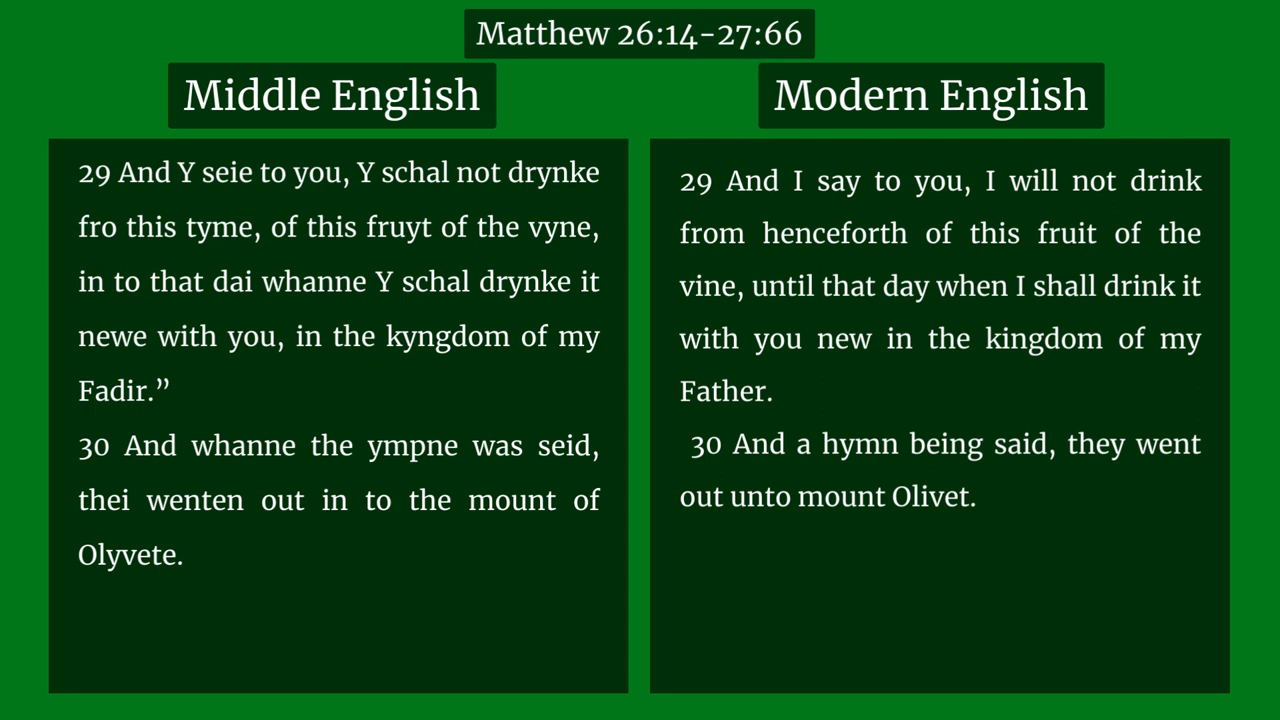 Matthew 26:14-27:66
Middle English
29 And Y seie to you, Y schal not drynke
fro this tyme, of this fruyt of the vyne,
in to that dai whanne Y schal drynke it
newe with you, in the kyngdom of my
Fadir.”
30 And whanne the ympne was seid,
thei wenten out in to the mount of
Olyvete.
Modern English
29 And I say to you, I will not drink
from henceforth of this fruit of the
vine, until that day when I shall drink it
with you new in the kingdom of my
Father.
30 And a hymn being said, they went
out unto mount Olivet.